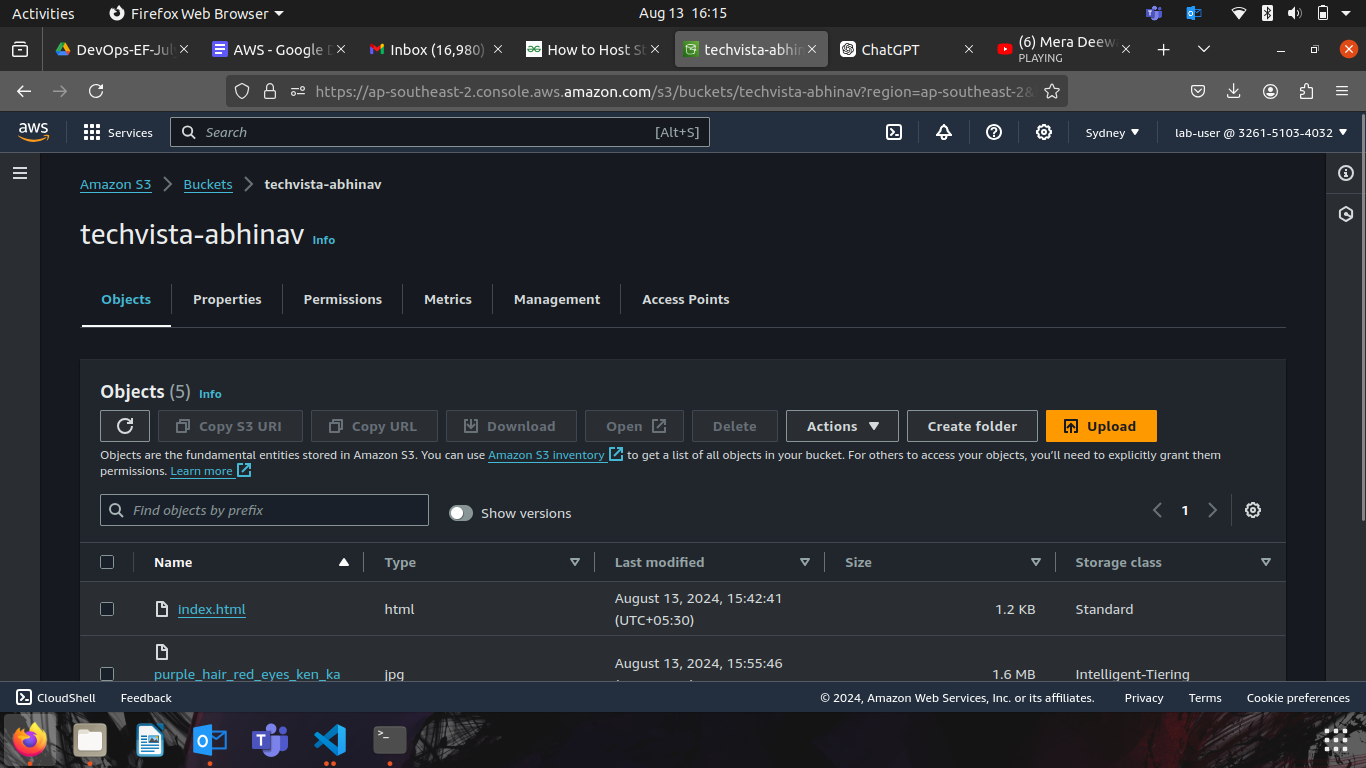 Activities
Firefox Web Browser
Aug 13 16:15
DevOps-EF-Jul
AWS - Google D
Inbox (16,980)
How to Host St
techvista-abhin
ChatGPT
(6) Mera Deew
PLAYING
https://ap-southeast-2.console.aws.amazon.com/s3/buckets/techvista-abhinav?region=ap-southeast-2&
aws
Services
Search
[Alt+S]
Sydney
lab-user @ 3261-5103-4032
Amazon S3
Buckets
techvista-abhinav
techvista-abhinav Info
Objects
Properties
Permissions
Metrics
Management
Access Points
Objects (5) Info
Copy S3 URI
Copy URL
Download
Open
Delete
Actions
Create folder
Upload
Objects are the fundamental entities stored in Amazon S3. You can use Amazon S3 inventory to get a list of all objects in your bucket. For others to access your objects, you'll need to explicitly grant them
permissions. Learn more
Find objects by prefix
Show versions
1
Name
Type
Last modified
Size
Storage class
index.html
html
August 13, 2024, 15:42:41
(UTC+05:30)
1.2 KB
Standard
purple_hair_red_eyes_ken_ka
jpg
August 13, 2024, 15:55:46
1.6 MB
Intelligent-Tiering
CloudShell
Feedback
© 2024, Amazon Web Services, Inc. or its affiliates.
Privacy
Terms
Cookie preferences